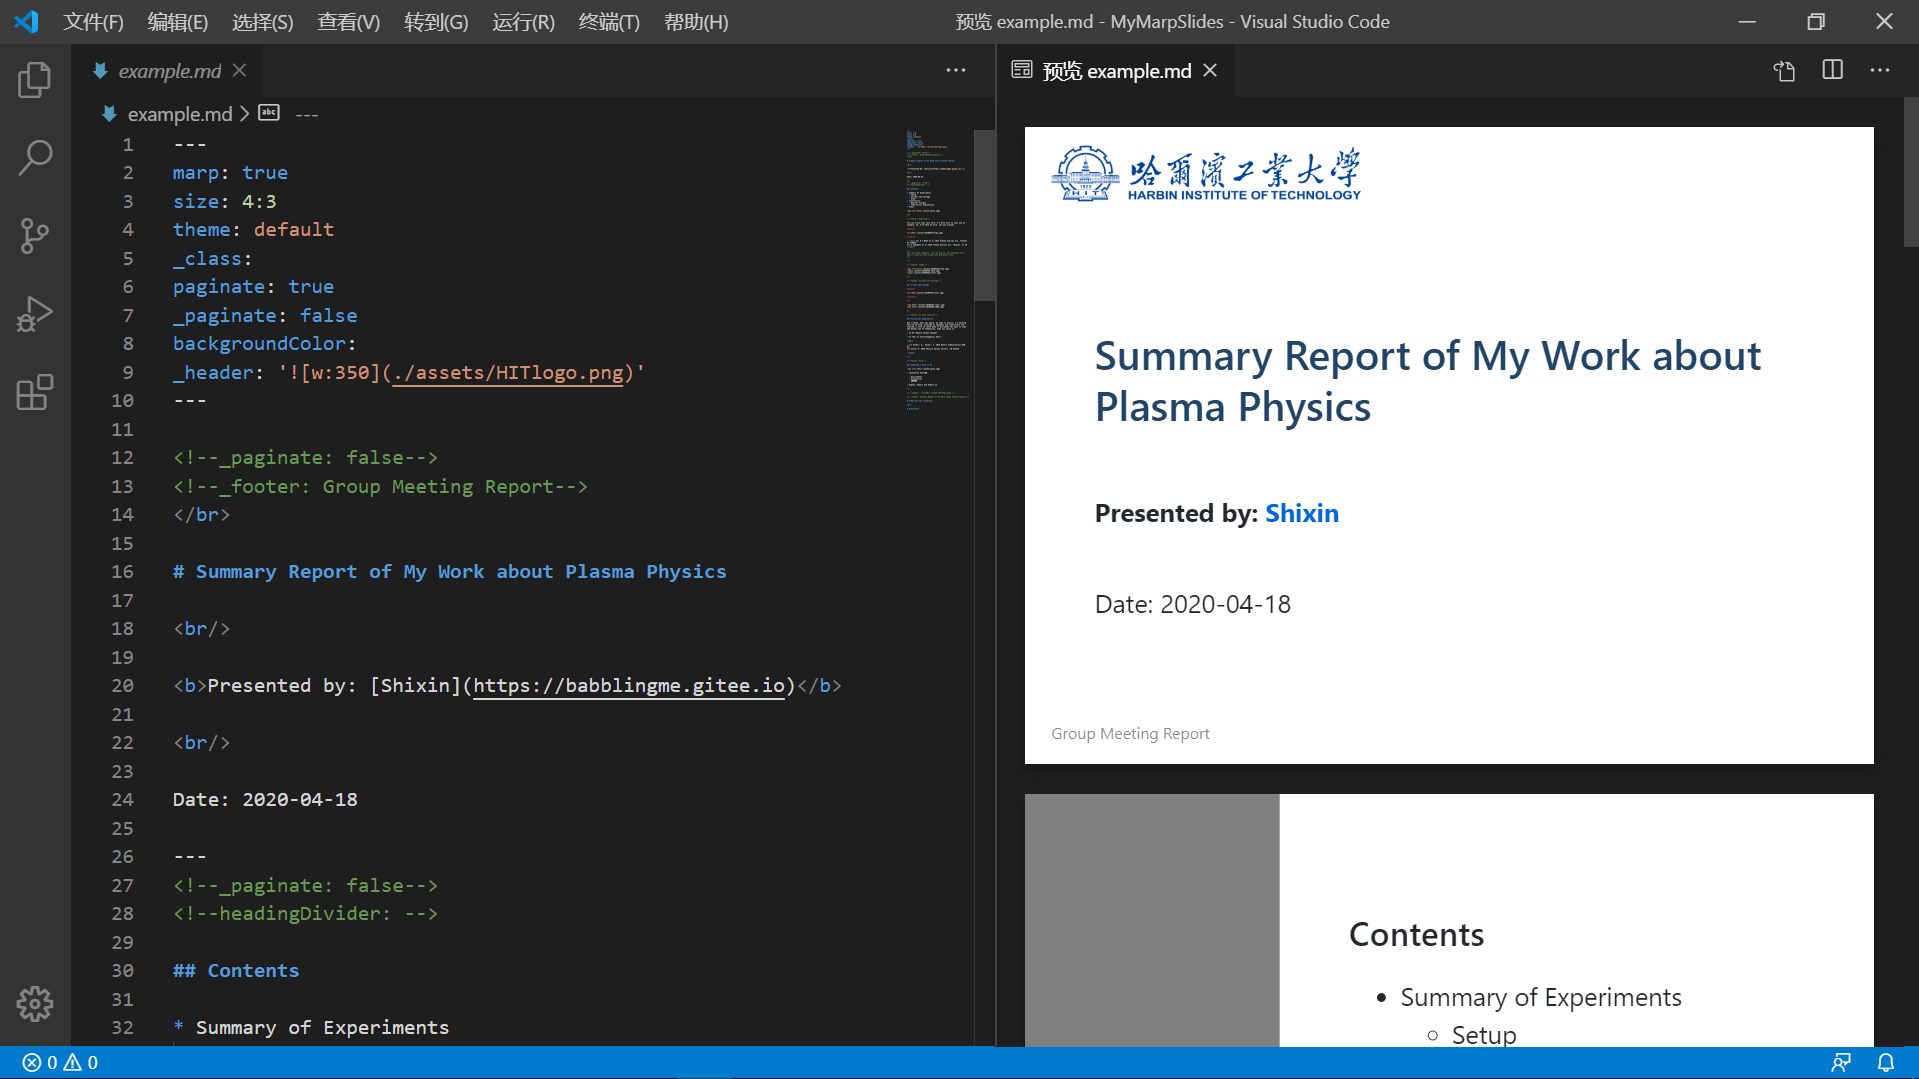 文件(F) 编辑(E) 选择(S) 查看(V) 转到(G) 运行(R) 终端(T) 帮助(H) 预览 example.md - MyMarpSlides - Visual Studio Code
example.md
example.md > abc ---
1 ---
2 marp: true
3 size: 4:3
4 theme: default
5 _class:
6 paginate: true
7 _paginate: false
8 backgroundColor:
9 _header: '![w:350](./assets/HITlogo.png)'
10 ---
11
12 <!--_paginate: false-->
13 <!--_footer: Group Meeting Report-->
14 </br>
15
16 # Summary Report of My Work about Plasma Physics
17
18 <br/>
19
20 <b>Presented by: [Shixin](https://babblingme.gitee.io)</b>
21
22 <br/>
23
24 Date: 2020-04-18
25
26 ---
27 <!--_paginate: false-->
28 <!--headingDivider: -->
29
30 ## Contents
31
32 * Summary of Experiments
预览 example.md
哈爾濱工業大学
HARBIN INSTITUTE OF TECHNOLOGY
1920
HIT
Summary Report of My Work about
Plasma Physics
Presented by: Shixin
Date: 2020-04-18
Group Meeting Report
Contents
• Summary of Experiments
○ Setup
0 0